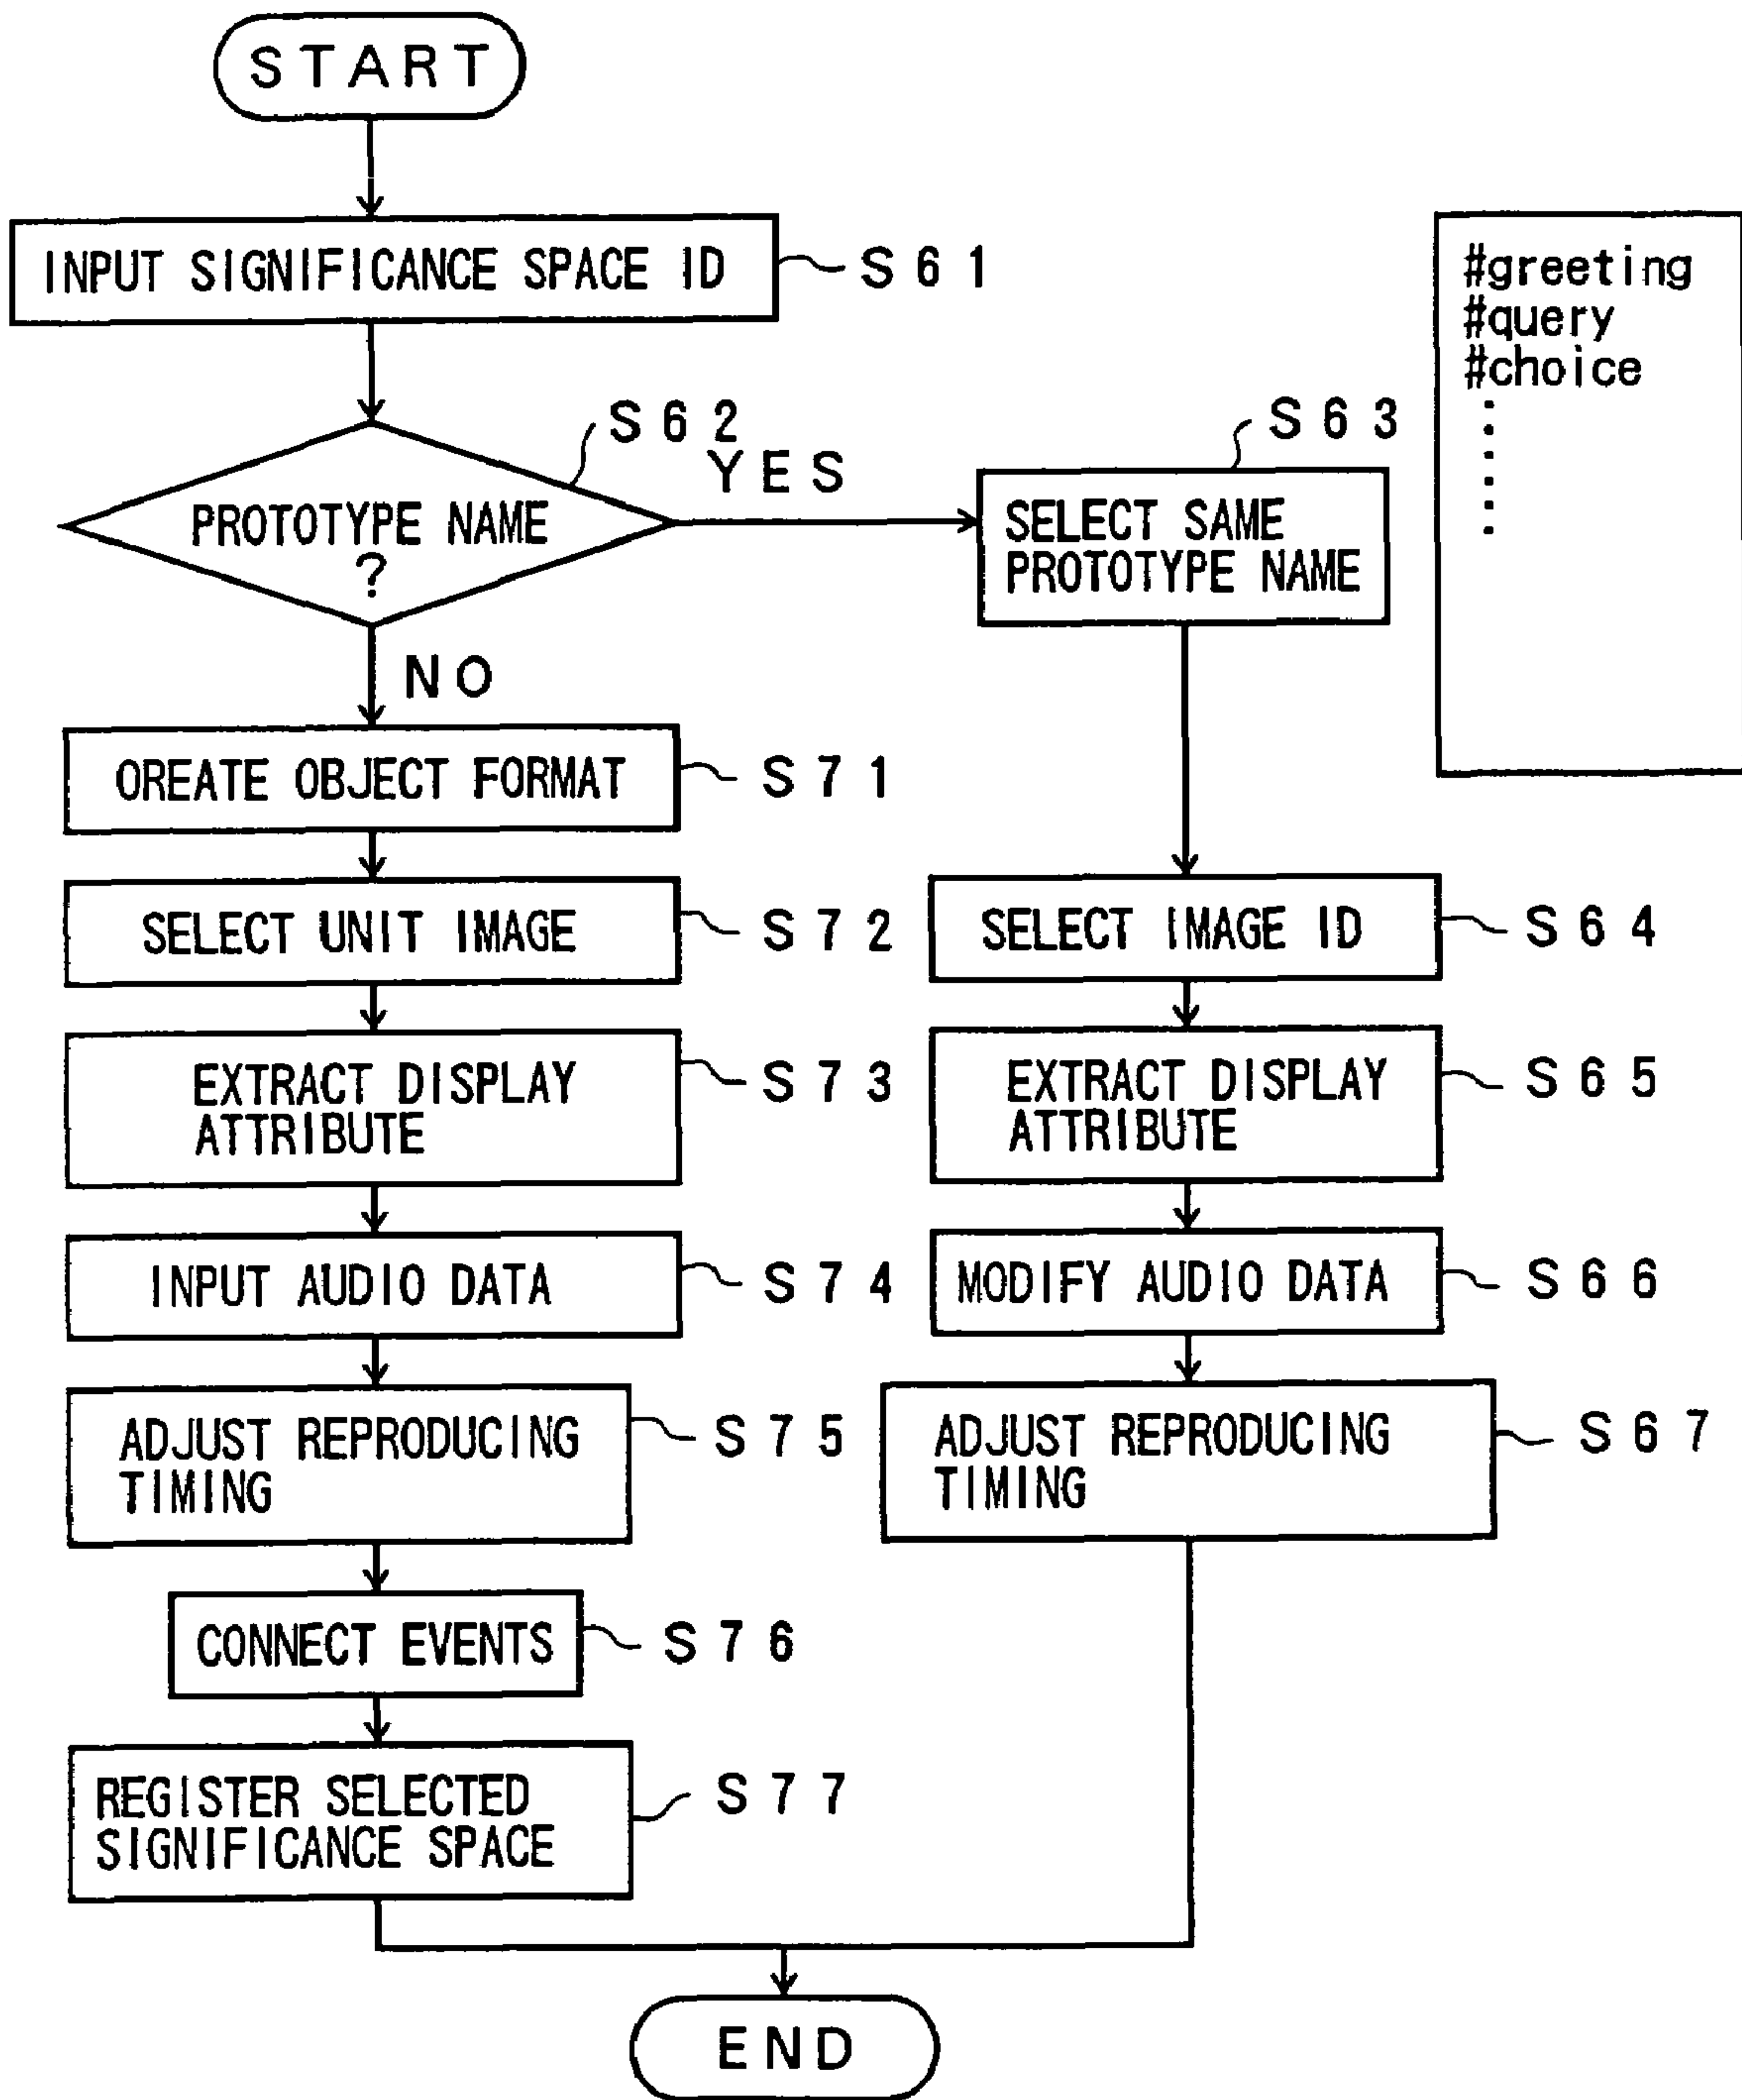 START
INPUT SIGNIFICANCE SPACE ID
S61
#greeting
#query
#choice
S62
YES
S63
PROTOTYPE NAME
?
SELECT SAME
PROTOTYPE NAME
NO
OREATE OBJECT FORMAT
S71
SELECT UNIT IMAGE
S72
SELECT IMAGE ID
S64
EXTRACT DISPLAY
ATTRIBUTE
S73
EXTRACT DISPLAY
ATTRIBUTE
S65
INPUT AUDIO DATA
S74
MODIFY AUDIO DATA
S66
ADJUST REPRODUCING
TIMING
S75
ADJUST REPRODUCING
TIMING
S67
CONNECT EVENTS
S76
REGISTER SELECTED
SIGNIFICANCE SPACE
S77
END